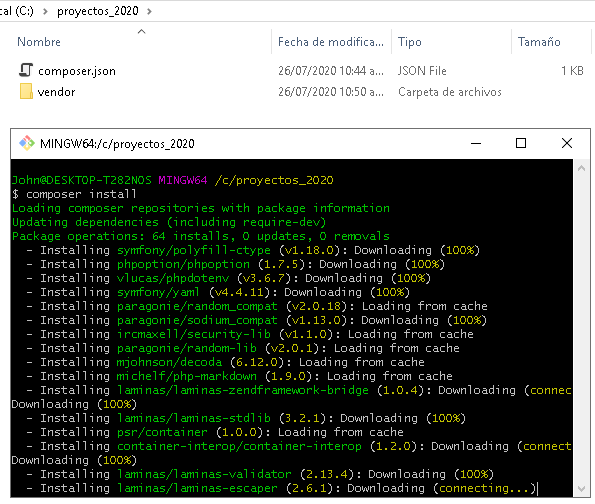 cal (C:) > proyectos_2020 >
Nombre Fecha de modifica... Tipo Tamaño
composer.json 26/07/2020 10:44 a... JSON File 1 KB
vendor 26/07/2020 10:50 a... Carpeta de archivos
MINGW64:/c/proyectos_2020
John@DESKTOP-T282NOS MINGW64 /c/proyectos_2020
$ composer install
Loading composer repositories with package information
Updating dependencies (including require-dev)
Package operations: 64 installs, 0 updates, 0 removals
- Installing symfony/polyfill-ctype (v1.18.0): Downloading (100%)
- Installing phpoption/phpoption (1.7.5): Downloading (100%)
- Installing vlucas/phpdotenv (v3.6.7): Downloading (100%)
- Installing symfony/yaml (v4.4.11): Downloading (100%)
- Installing paragonie/random_compat (v2.0.18): Loading from cache
- Installing paragonie/sodium_compat (v1.13.0): Downloading (100%)
- Installing ircmaxell/security-lib (v1.1.0): Loading from cache
- Installing paragonie/random-lib (v2.0.1): Loading from cache
- Installing mjohnson/decoda (6.12.0): Loading from cache
- Installing michelf/php-markdown (1.9.0): Loading from cache
- Installing laminas/laminas-zendframework-bridge (1.0.4): Downloading (connect
Downloading (100%)
- Installing laminas/laminas-stdlib (3.2.1): Downloading (100%)
- Installing psr/container (1.0.0): Loading from cache
- Installing container-interop/container-interop (1.2.0): Downloading (connect
Downloading (100%)
- Installing laminas/laminas-validator (2.13.4): Downloading (100%)
- Installing laminas/laminas-escaper (2.6.1): Downloading (connecting...)